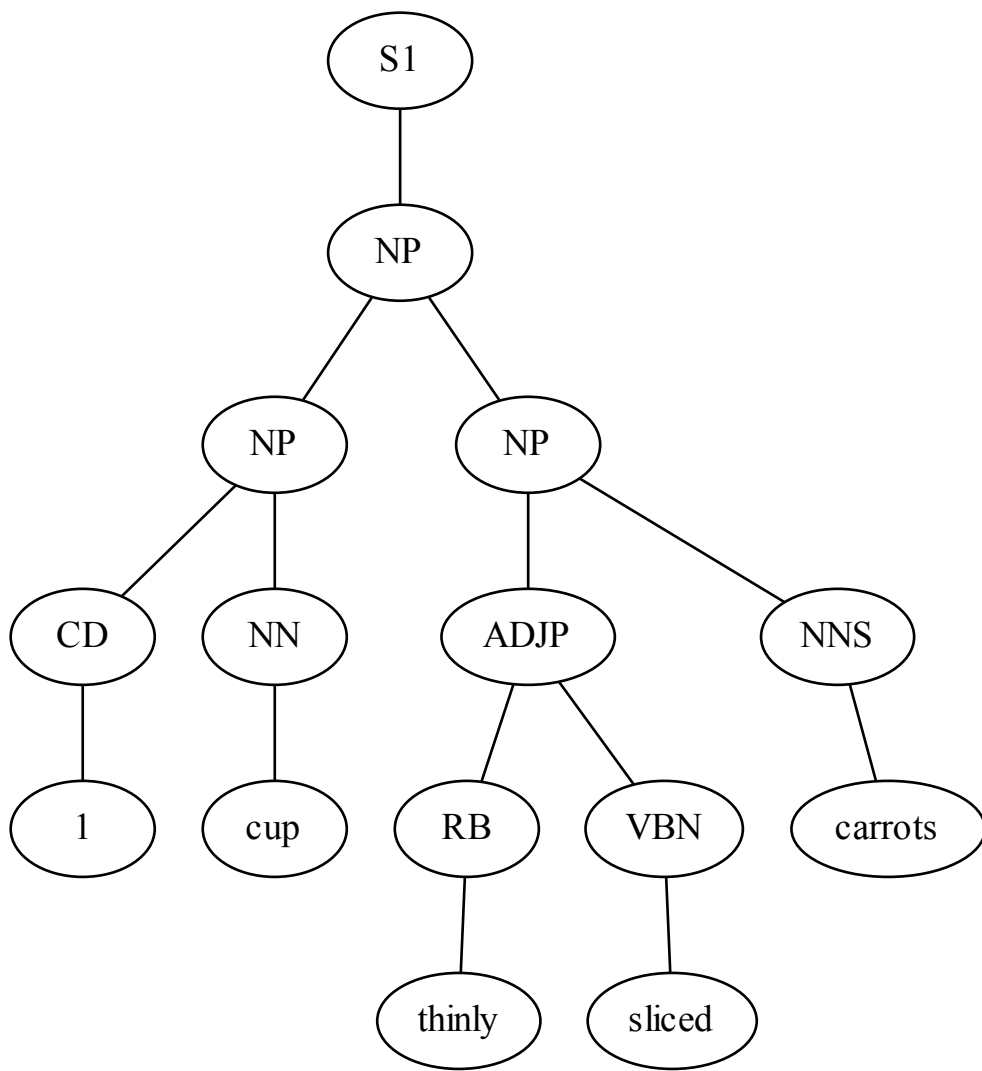 S1
NP
NP NP
CD NN ADJP NNS
1 cup RB VBN carrots
thinly sliced